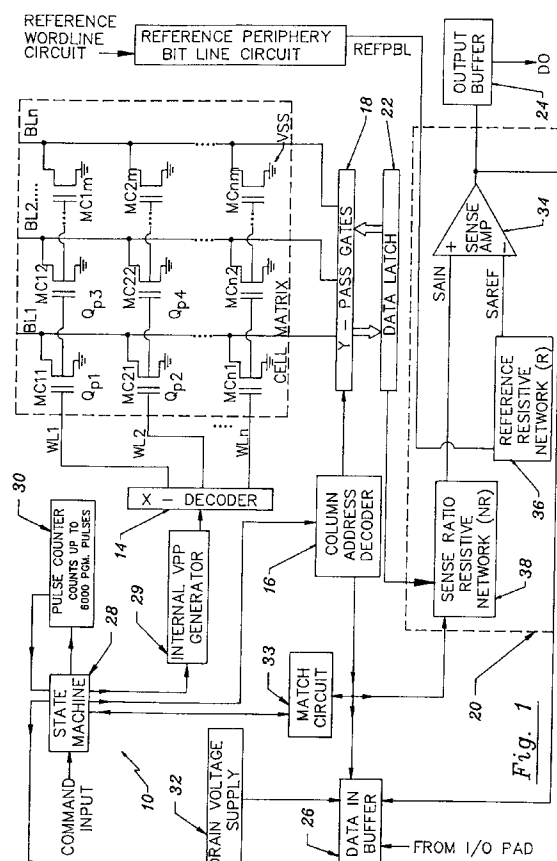 REFERENCE
WORDLINE
CIRCUIT
REFERENCE PERIPHERY
BIT LINE CIRCUIT
REFPBL
OUTPUT
BUFFER
DO
24
BL1
BL2....
BLn
MC11
MC12
MC1m
Qp1
Qp3
MC21
MC22
MC2m
Qp2
Qp4
MCn1
MCn2
MCnm
VSS
CELL MATRIX
WL1
WL2
WLn
X - DECODER
14
Y - PASS GATES
18
DATA LATCH
22
SENSE
AMP
34
SAIN
SAREF
+
-
REFERENCE
RESISTIVE
NETWORK (R)
36
SENSE RATIO
RESISTIVE
NETWORK (NR)
38
20
30
PULSE COUNTER
COUNTS UP TO
6000 PGM. PULSES
28
STATE
MACHINE
COMMAND
INPUT
29
INTERNAL VPP
GENERATOR
16
COLUMN
ADDRESS
DECODER
33
MATCH
CIRCUIT
10
32
DRAIN VOLTAGE
SUPPLY
26
DATA IN
BUFFER
FROM I/O PAD
Fig. 1